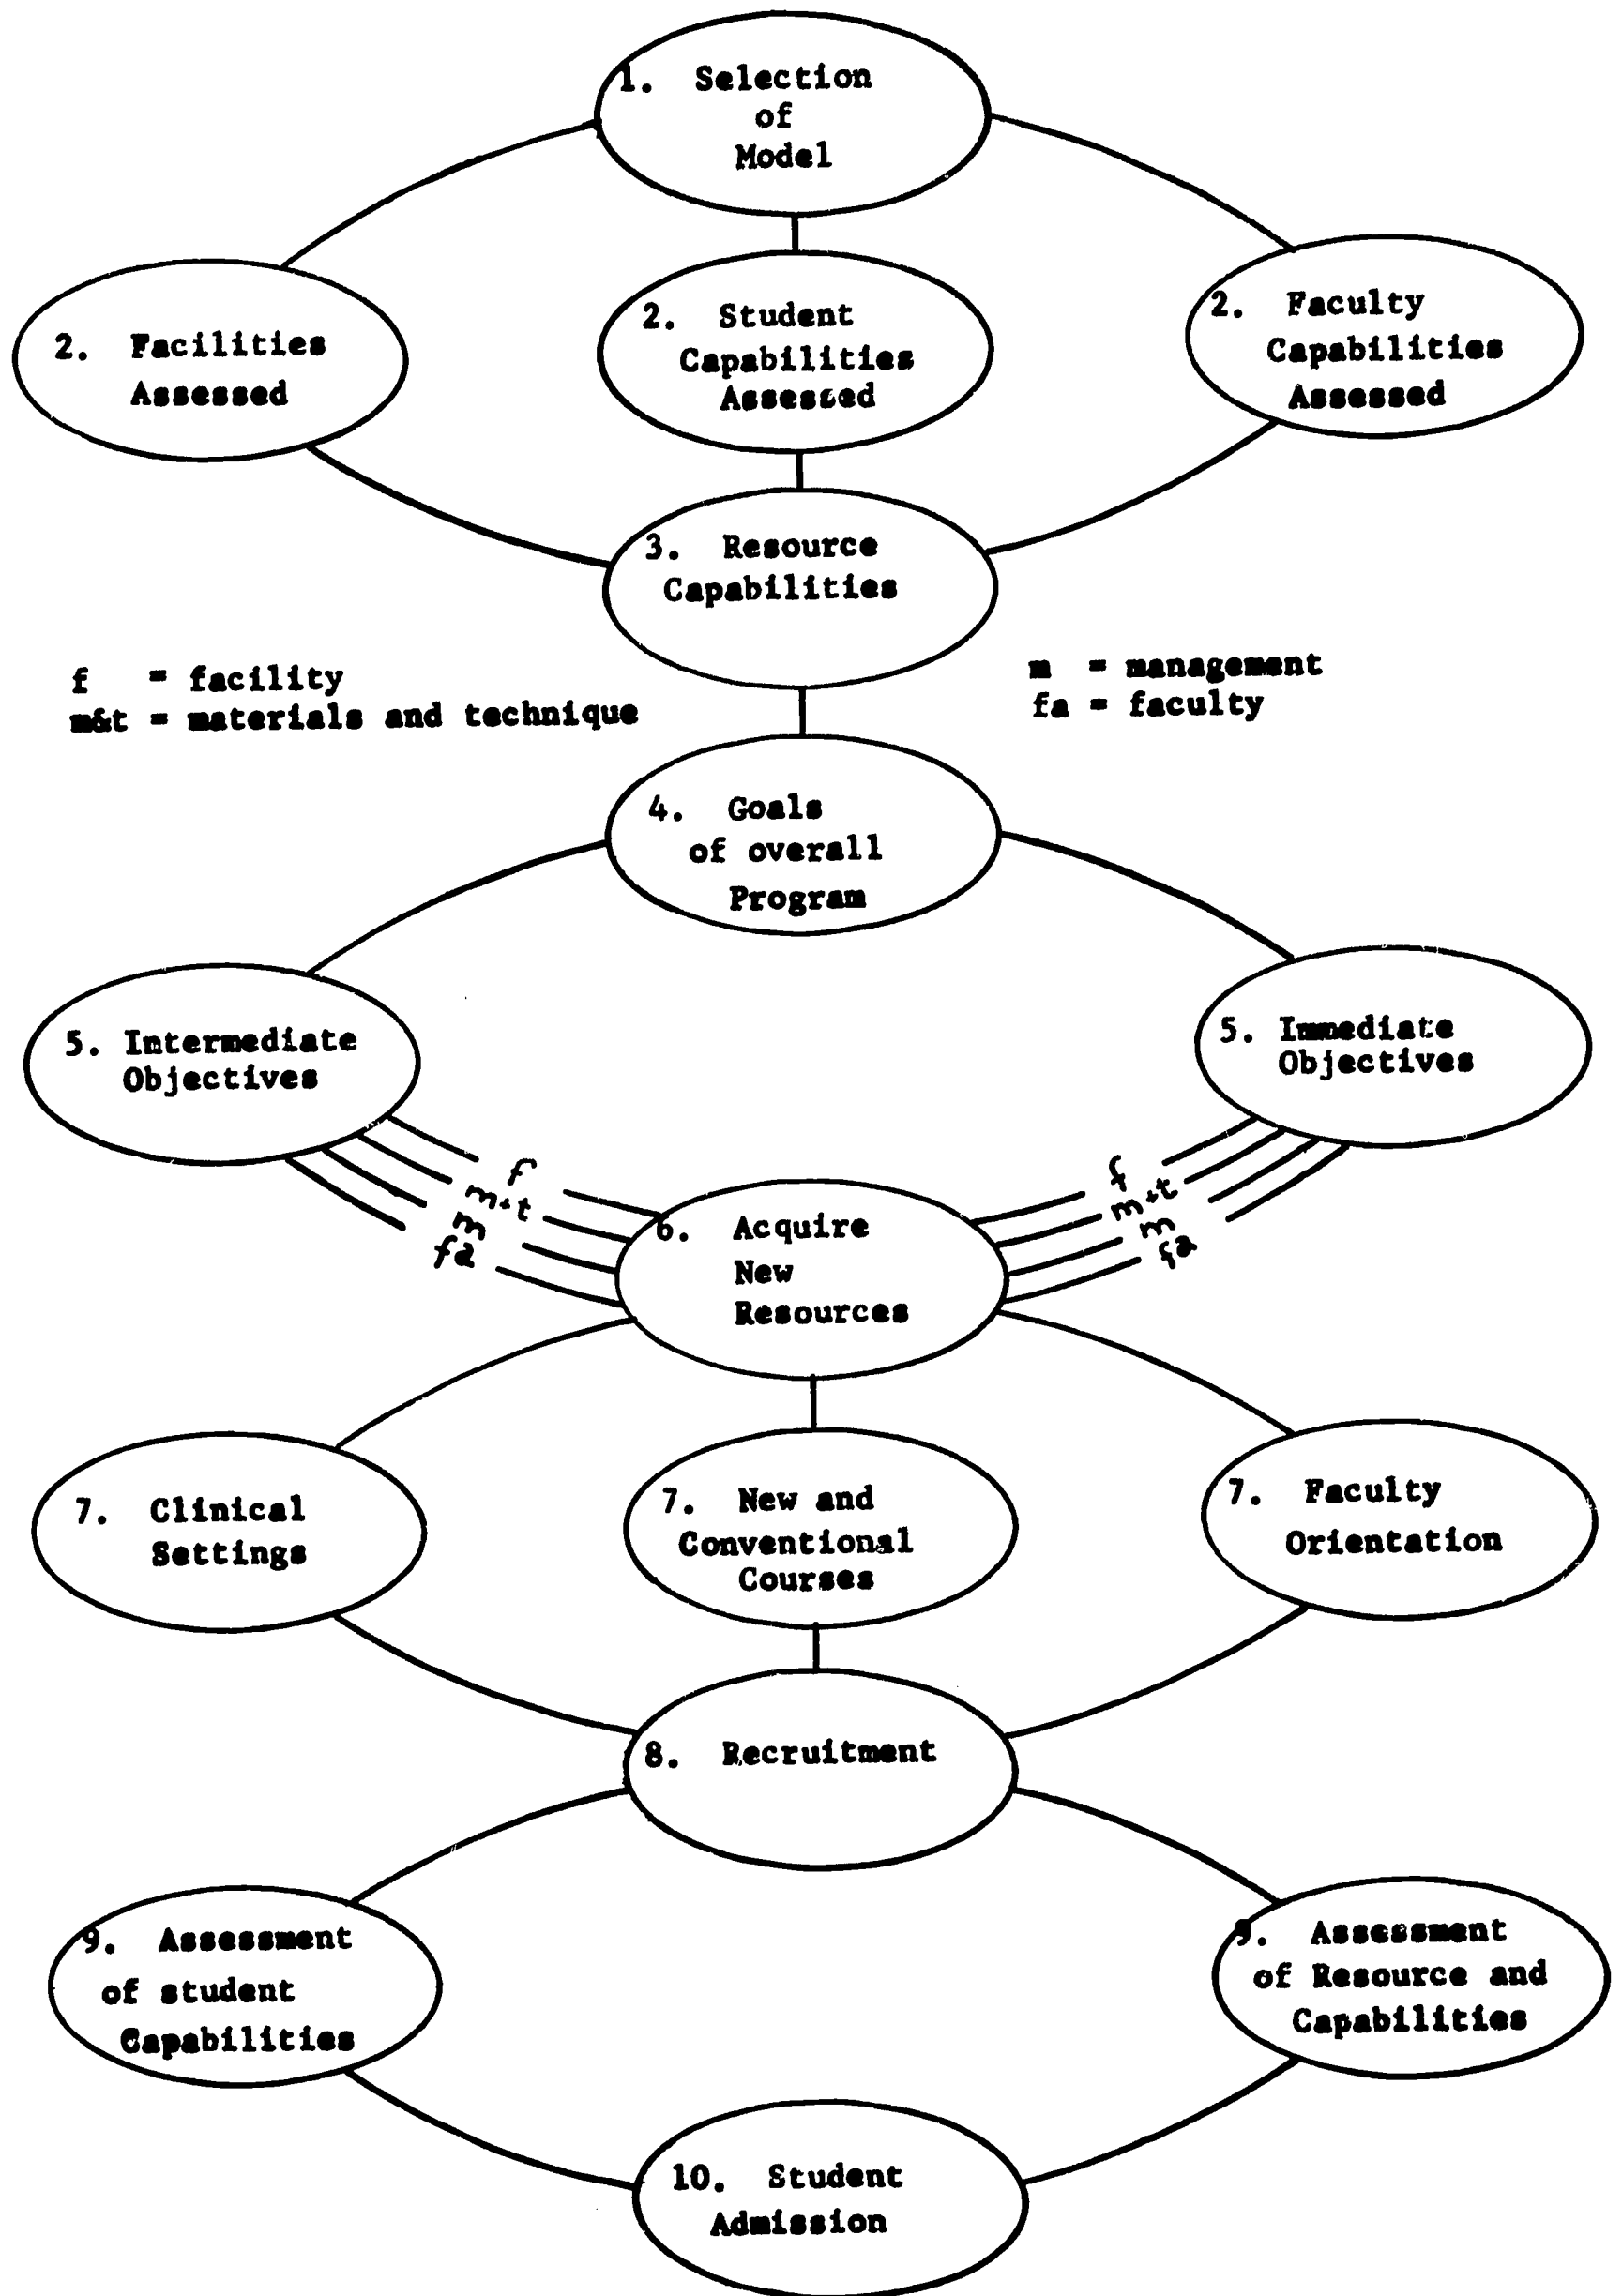 1. Selection
of
Model
2. Facilities
Assessed
2. Student
Capabilities
Assessed
2. Faculty
Capabilities
Assessed
3. Resource
Capabilities
f = facility
m&t = materials and technique
m = management
fa = faculty
4. Goals
of overall
Program
5. Intermediate
Objectives
5. Immediate
Objectives
f
m+t
m
fa
f
m+t
m
fa
6. Acquire
New
Resources
7. Clinical
Settings
7. New and
Conventional
Courses
7. Faculty
Orientation
8. Recruitment
9. Assessment
of student
Capabilities
9. Assessment
of Resource and
Capabilities
10. Student
Admission